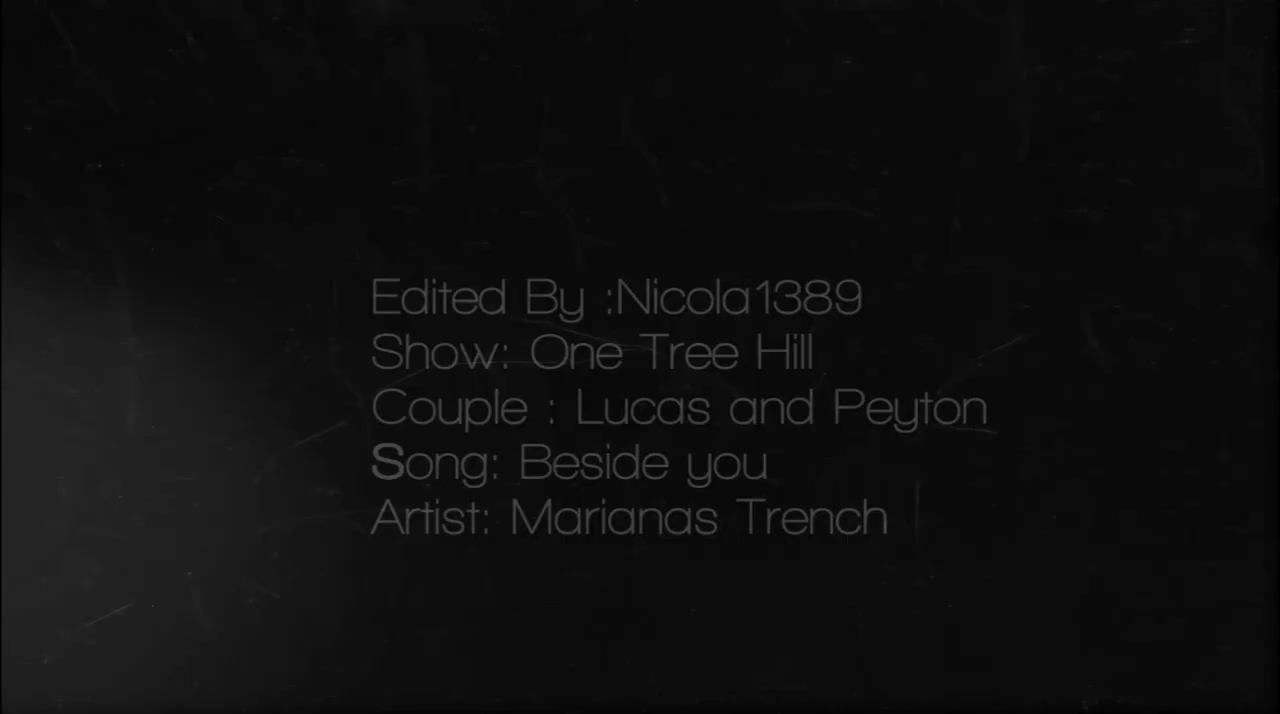 Edited By :Nicola1389
Show: One Tree Hill
Couple : Lucas and Peyton
Song: Beside you
Artist: Marianas Trench